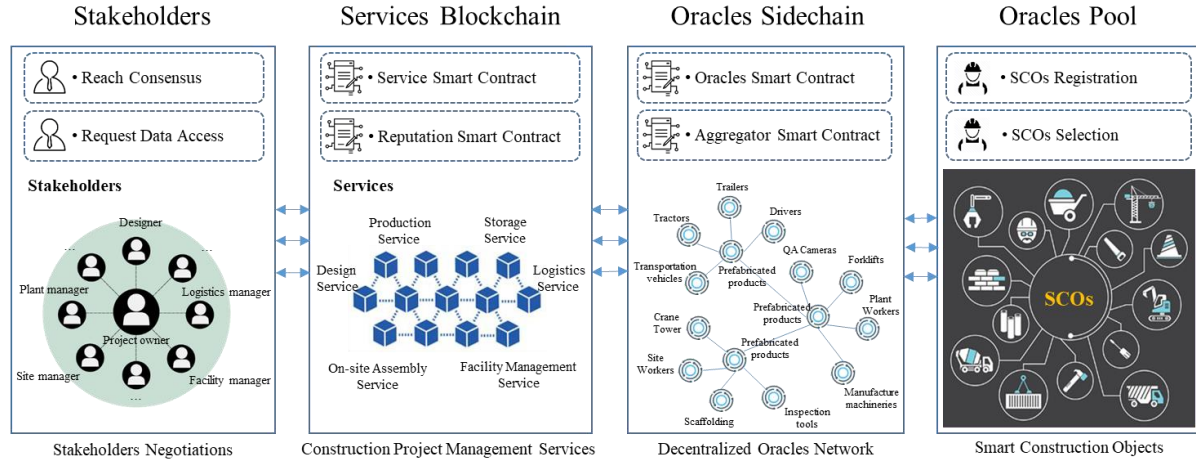 Stakeholders
• Reach Consensus
• Request Data Access
Stakeholders
Designer
...
...
Plant manager
Logistics manager
Project owner
Site manager
Facility manager
...
Stakeholders Negotiations
Services Blockchain
• Service Smart Contract
• Reputation Smart Contract
Services
Production
Service
Storage
Service
Design
Service
Logistics
Service
On-site Assembly
Service
Facility Management
Service
Construction Project Management Services
Oracles Sidechain
• Oracles Smart Contract
• Aggregator Smart Contract
Trailers
Tractors
Drivers
Transportation
vehicles
Prefabricated
products
QA Cameras
Forklifts
Prefabricated
products
Plant
Workers
Crane
Tower
Prefabricated
products
Site
Workers
Manufacture
machineries
Scaffolding
Inspection
tools
Decentralized Oracles Network
Oracles Pool
• SCOs Registration
• SCOs Selection
SCOs
Smart Construction Objects